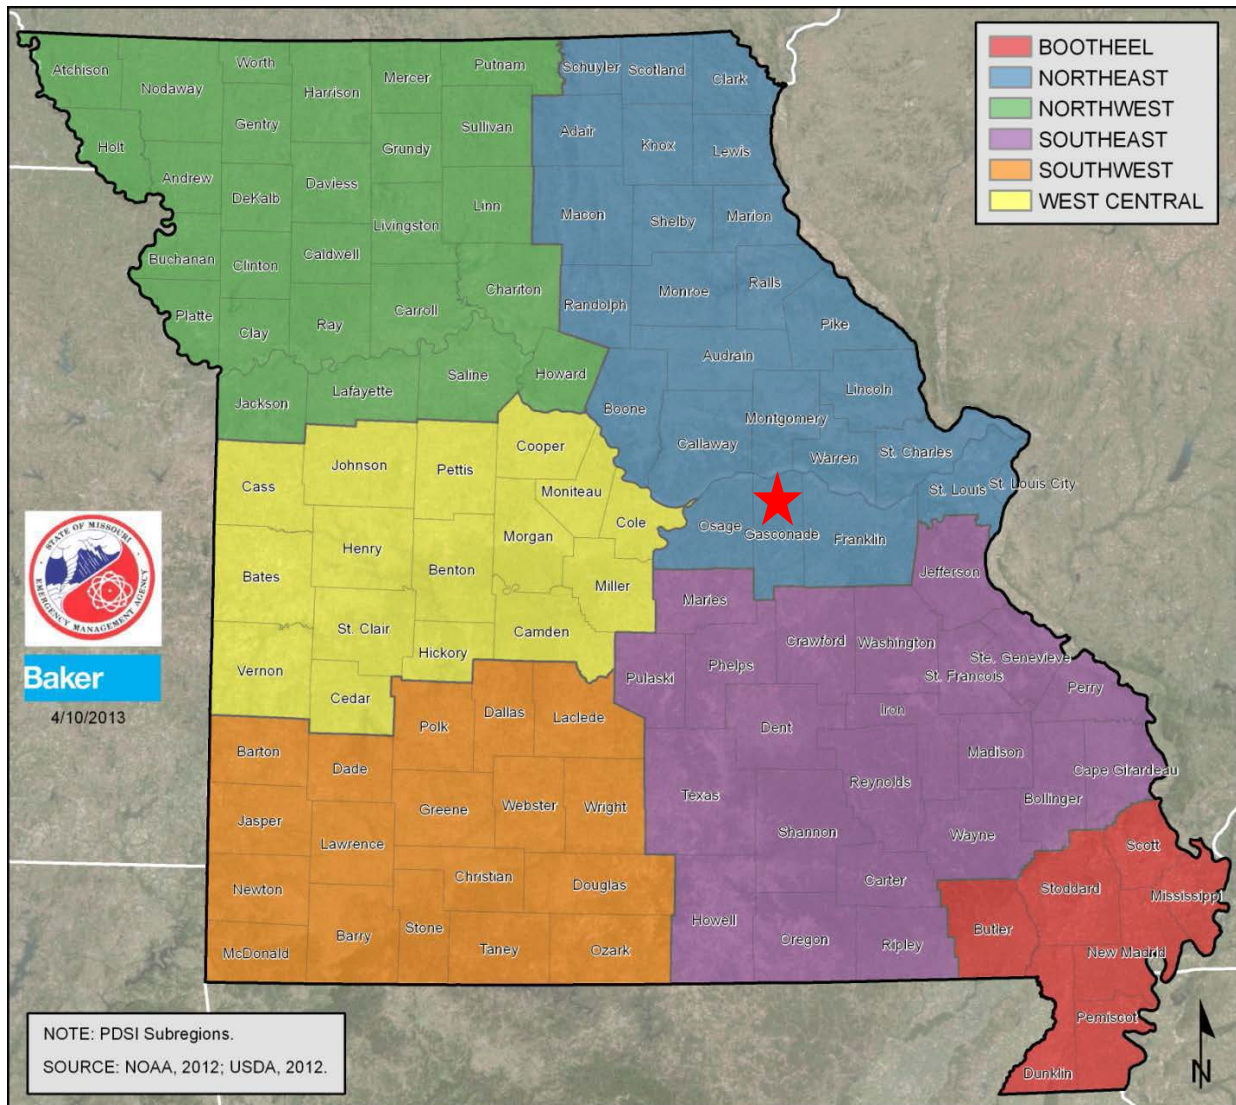 BOOTHEEL
NORTHEAST
NORTHWEST
SOUTHEAST
SOUTHWEST
WEST CENTRAL
Atchison
Nodaway
Worth
Harrison
Mercer
Putnam
Schuyler
Scotland
Clark
Holt
Gentry
Grundy
Sullivan
Adair
Knox
Lewis
Andrew
DeKalb
Daviess
Livingston
Linn
Macon
Shelby
Marion
Buchanan
Clinton
Caldwell
Chariton
Randolph
Monroe
Ralls
Platte
Clay
Ray
Carroll
Pike
Audrain
Jackson
Lafayette
Saline
Howard
Boone
Lincoln
Montgomery
Callaway
Warren
St. Charles
St. Louis
St. Louis City
Cass
Johnson
Pettis
Cooper
Moniteau
Cole
Osage
Gasconade
Franklin
Bates
Henry
Benton
Morgan
Miller
Jefferson
Maries
Vernon
St. Clair
Hickory
Camden
Cedar
Pulaski
Phelps
Crawford
Washington
Ste. Genevieve
St. Francois
Perry
Barton
Dade
Polk
Dallas
Laclede
Dent
Iron
Madison
Cape Girardeau
Jasper
Lawrence
Greene
Webster
Wright
Texas
Shannon
Reynolds
Bollinger
Wayne
Newton
Christian
Douglas
Carter
McDonald
Barry
Stone
Taney
Ozark
Howell
Oregon
Ripley
Butler
Stoddard
Scott
Mississippi
New Madrid
Pemiscot
Dunklin
STATE OF MISSOURI
EMERGENCY MANAGEMENT AGENCY
Baker
4/10/2013
NOTE: PDSI Subregions.
SOURCE: NOAA, 2012; USDA, 2012.
N